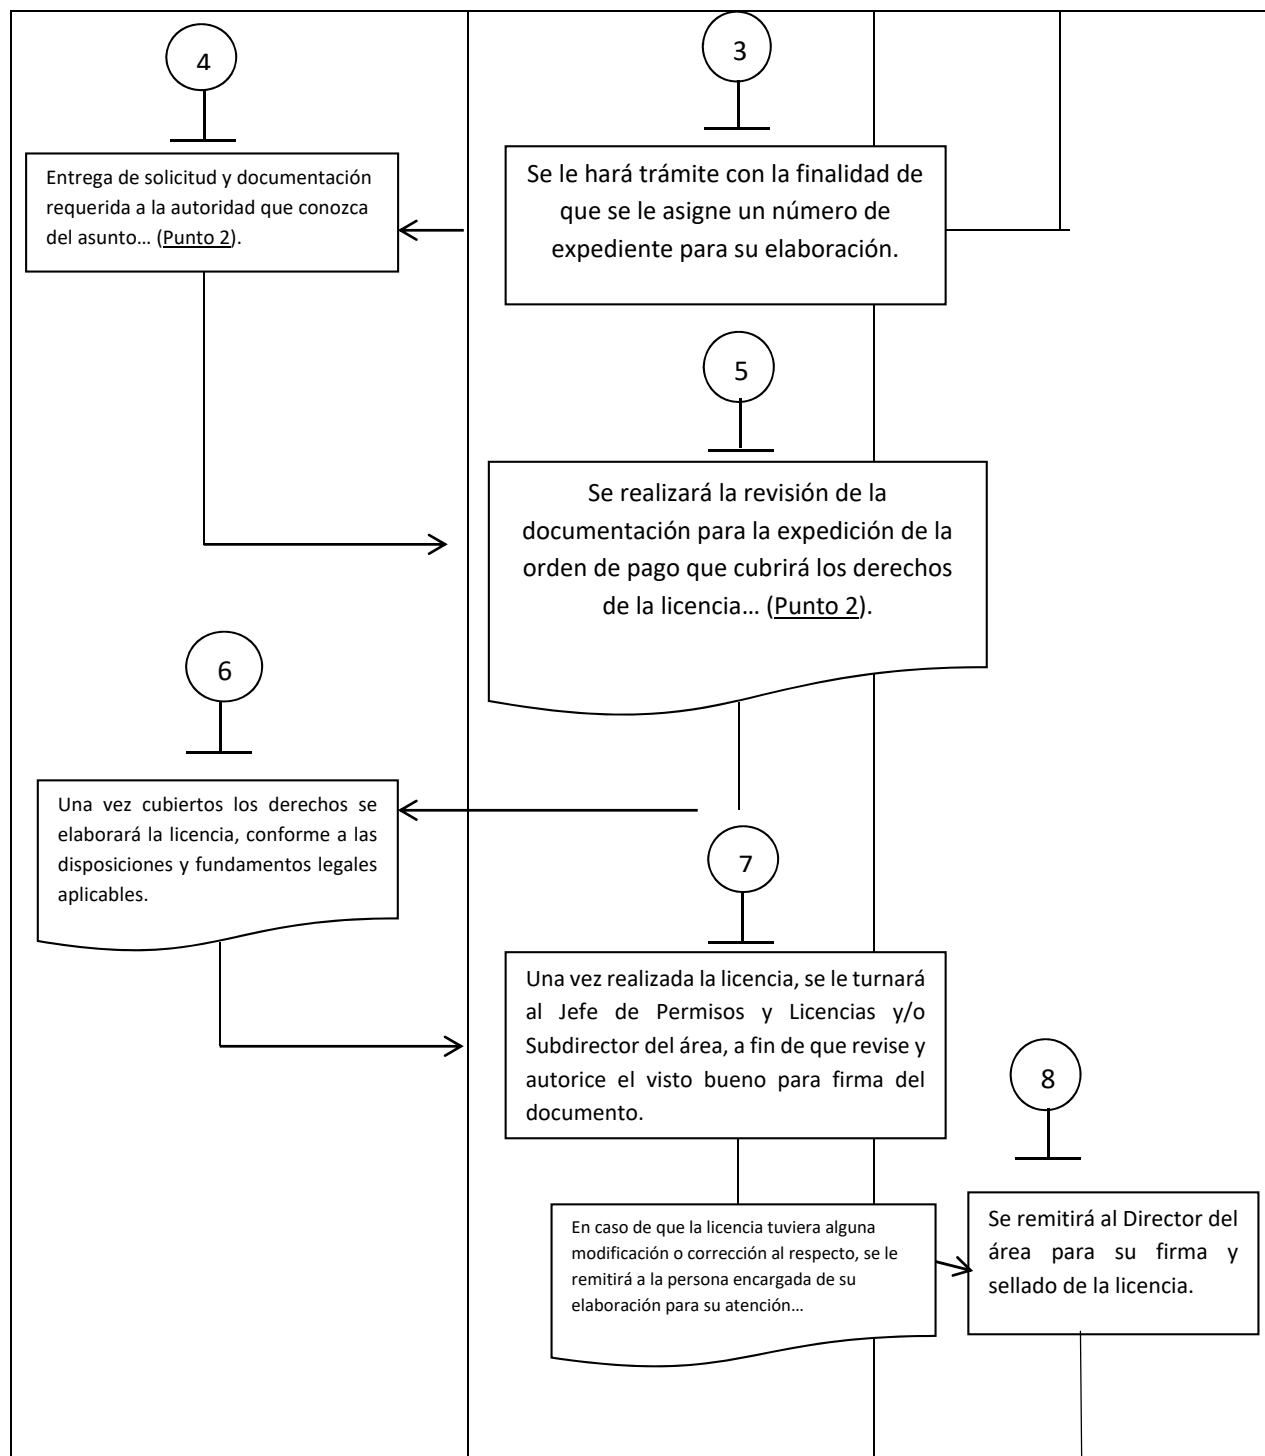 3
Se le hará trámite con la finalidad de
que se le asigne un número de
expediente para su elaboración.
4
Entrega de solicitud y documentación
requerida a la autoridad que conozca
del asunto... (Punto 2).
5
Se realizará la revisión de la
documentación para la expedición de la
orden de pago que cubrirá los derechos
de la licencia... (Punto 2).
6
Una vez cubiertos los derechos se
elaborará la licencia, conforme a las
disposiciones y fundamentos legales
aplicables.
7
Una vez realizada la licencia, se le turnará
al Jefe de Permisos y Licencias y/o
Subdirector del área, a fin de que revise y
autorice el visto bueno para firma del
documento.
En caso de que la licencia tuviera alguna
modificación o corrección al respecto, se le
remitirá a la persona encargada de su
elaboración para su atención...
8
Se remitirá al Director del
área para su firma y
sellado de la licencia.